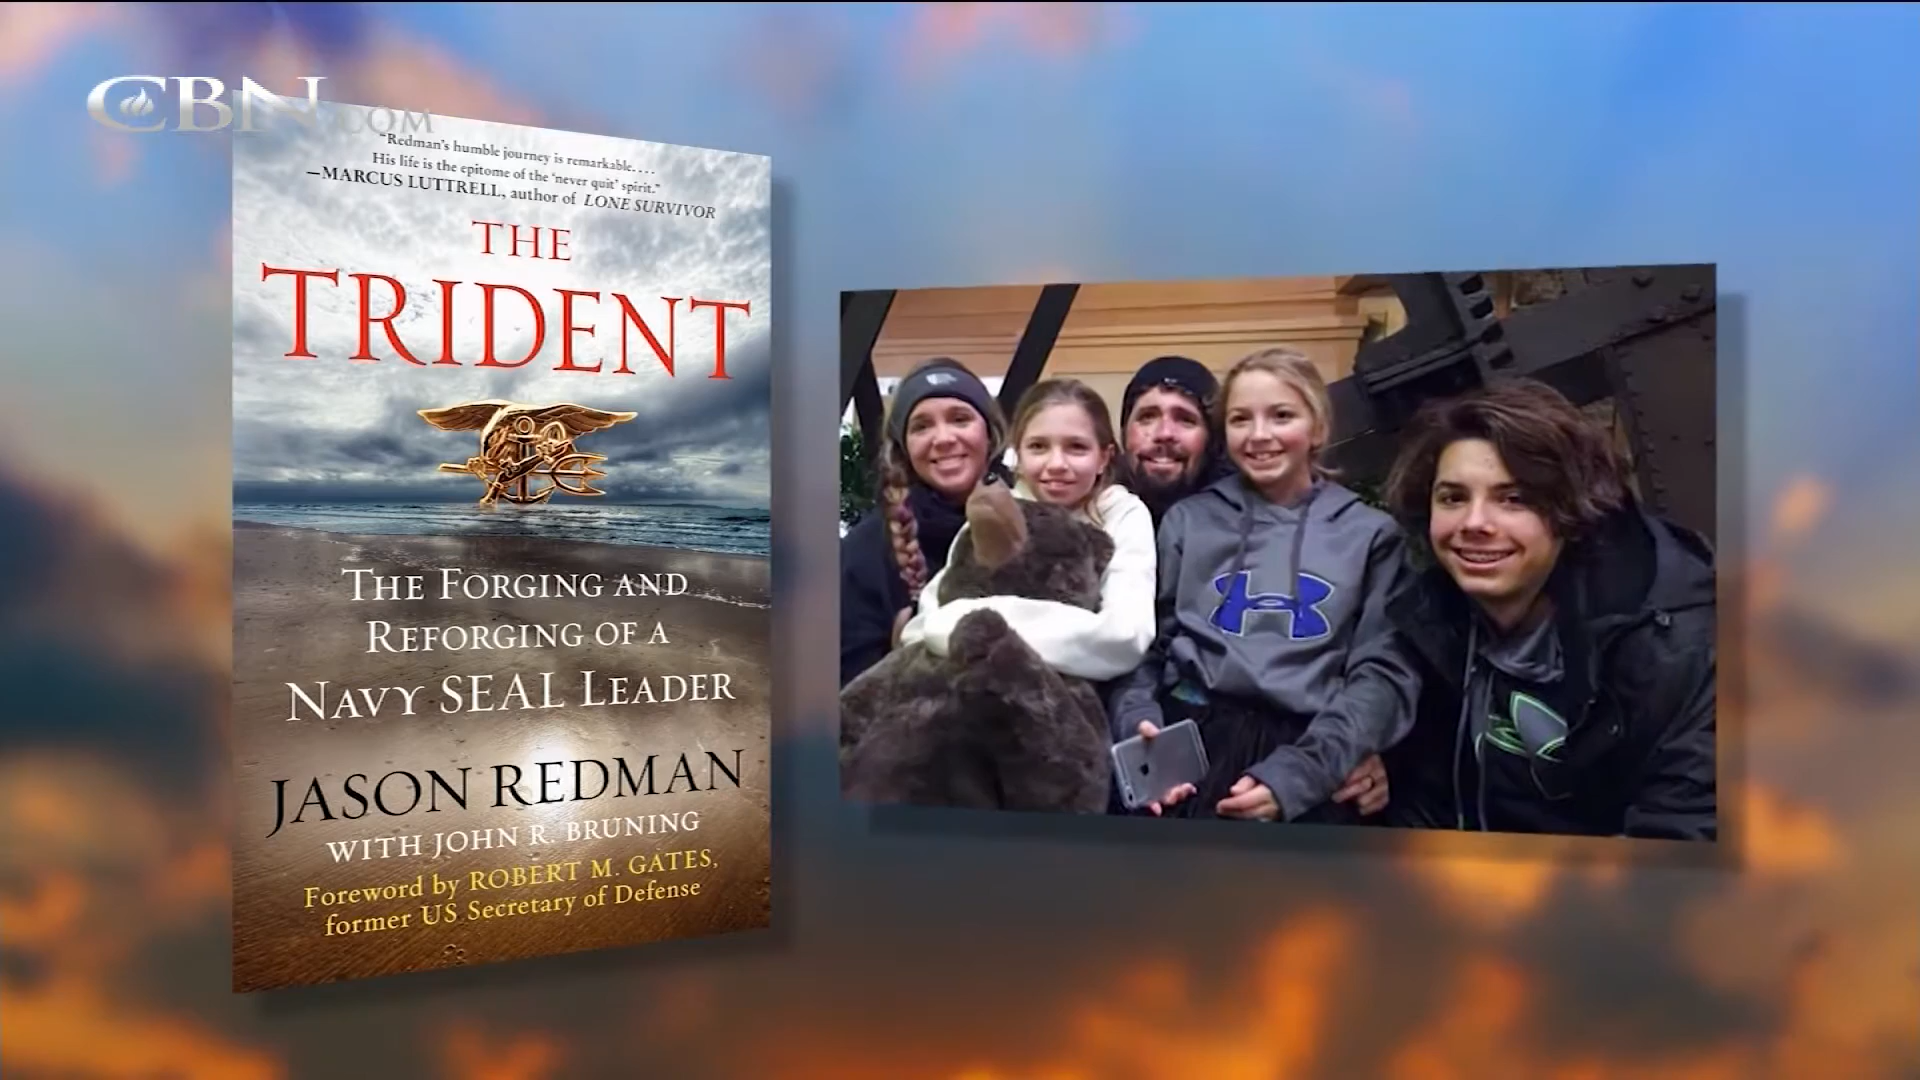 CBN.COM
"Redman's humble journey is remarkable....
His life is the epitome of the 'never quit' spirit."
—MARCUS LUTTRELL, author of LONE SURVIVOR
THE
TRIDENT
THE FORGING AND
REFORGING OF A
NAVY SEAL LEADER
JASON REDMAN
WITH JOHN R. BRUNING
Foreword by ROBERT M. GATES,
former US Secretary of Defense